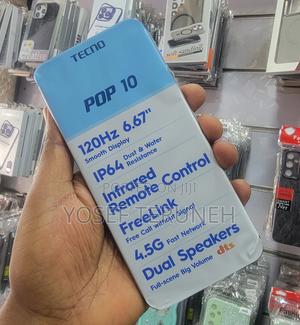 TECNO
POP 10
120Hz 6.67"
Smooth Display
IP64 Dust & Water
Resistance
Infrared
Remote Control
FreeLink
Free Call without Signal
4.5G Fast Network
Dual Speakers
Full-scene Big Volume dts